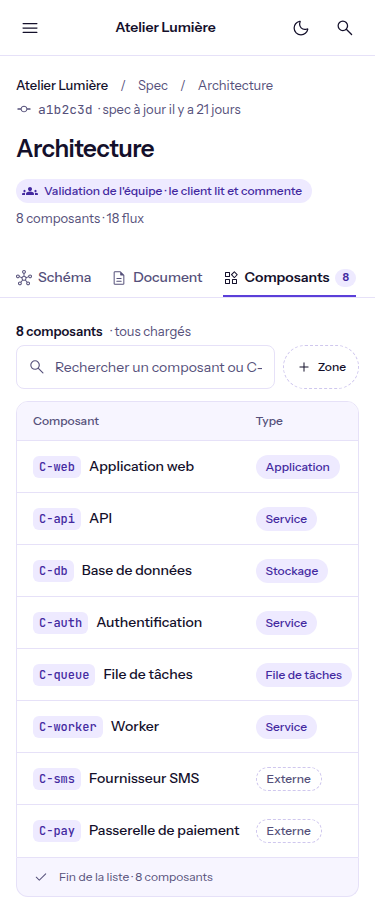 Atelier Lumière
Atelier Lumière / Spec / Architecture
a1b2c3d · spec à jour il y a 21 jours
Architecture
Validation de l'équipe · le client lit et commente
8 composants · 18 flux
Schéma Document Composants 8
8 composants · tous chargés
Rechercher un composant ou C- + Zone
Composant Type
C-web Application web Application
C-api API Service
C-db Base de données Stockage
C-auth Authentification Service
C-queue File de tâches File de tâches
C-worker Worker Service
C-sms Fournisseur SMS Externe
C-pay Passerelle de paiement Externe
Fin de la liste · 8 composants